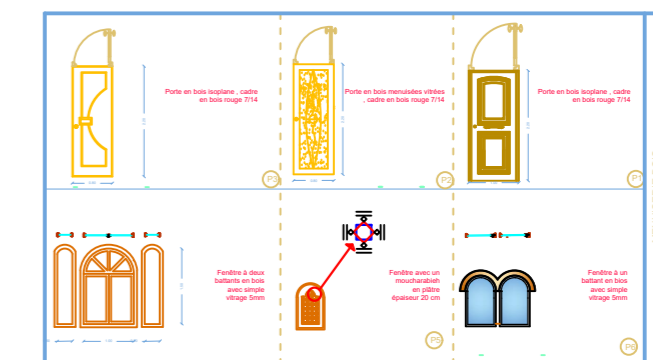 Porte en bois isoplane , cadre
en bois rouge 7/14
P3
Porte en bois menuisées vitrées
, cadre en bois rouge 7/14
P2
Porte en bois isoplane , cadre
en bois rouge 7/14
P1
Fenêtre à deux
battants en bois
avec simple
vitrage 5mm
Fenêtre avec un
moucharabieh
en plâtre
épaiseur 20 cm
P5
Fenêtre à un
battant en bios
avec simple
vitrage 5mm
P6